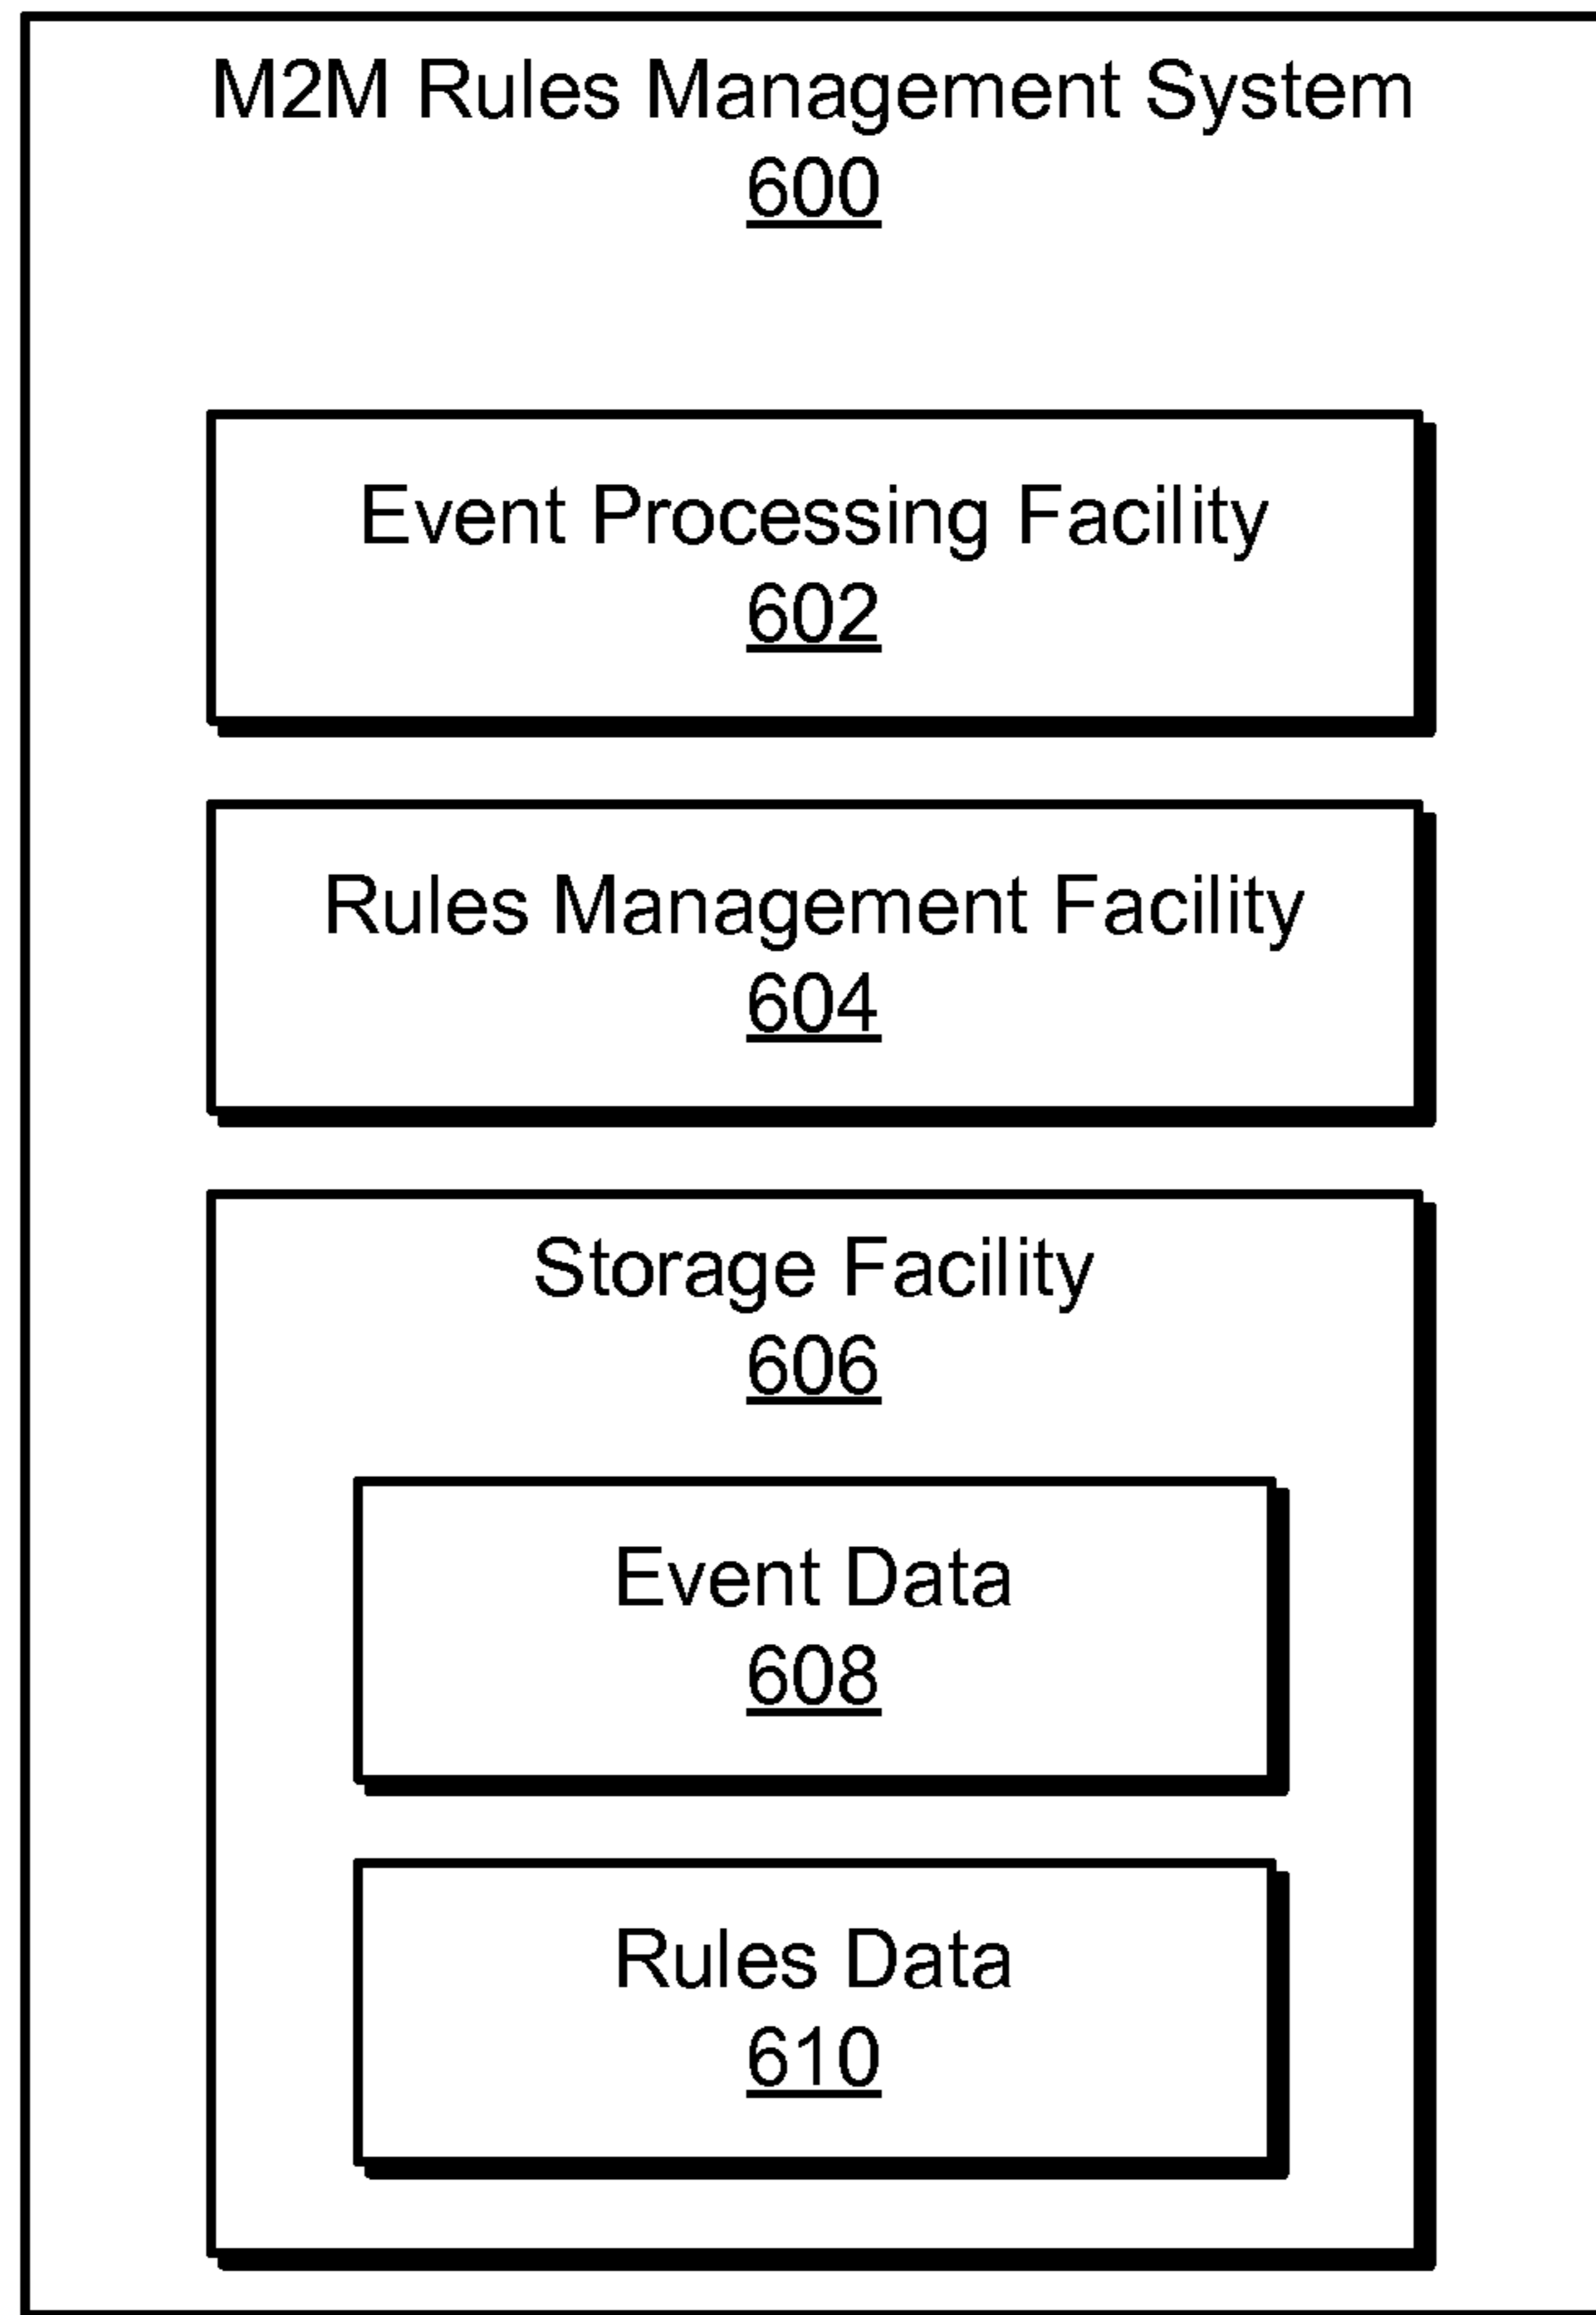 M2M Rules Management System
600
Event Processing Facility
602
Rules Management Facility
604
Storage Facility
606
Event Data
608
Rules Data
610